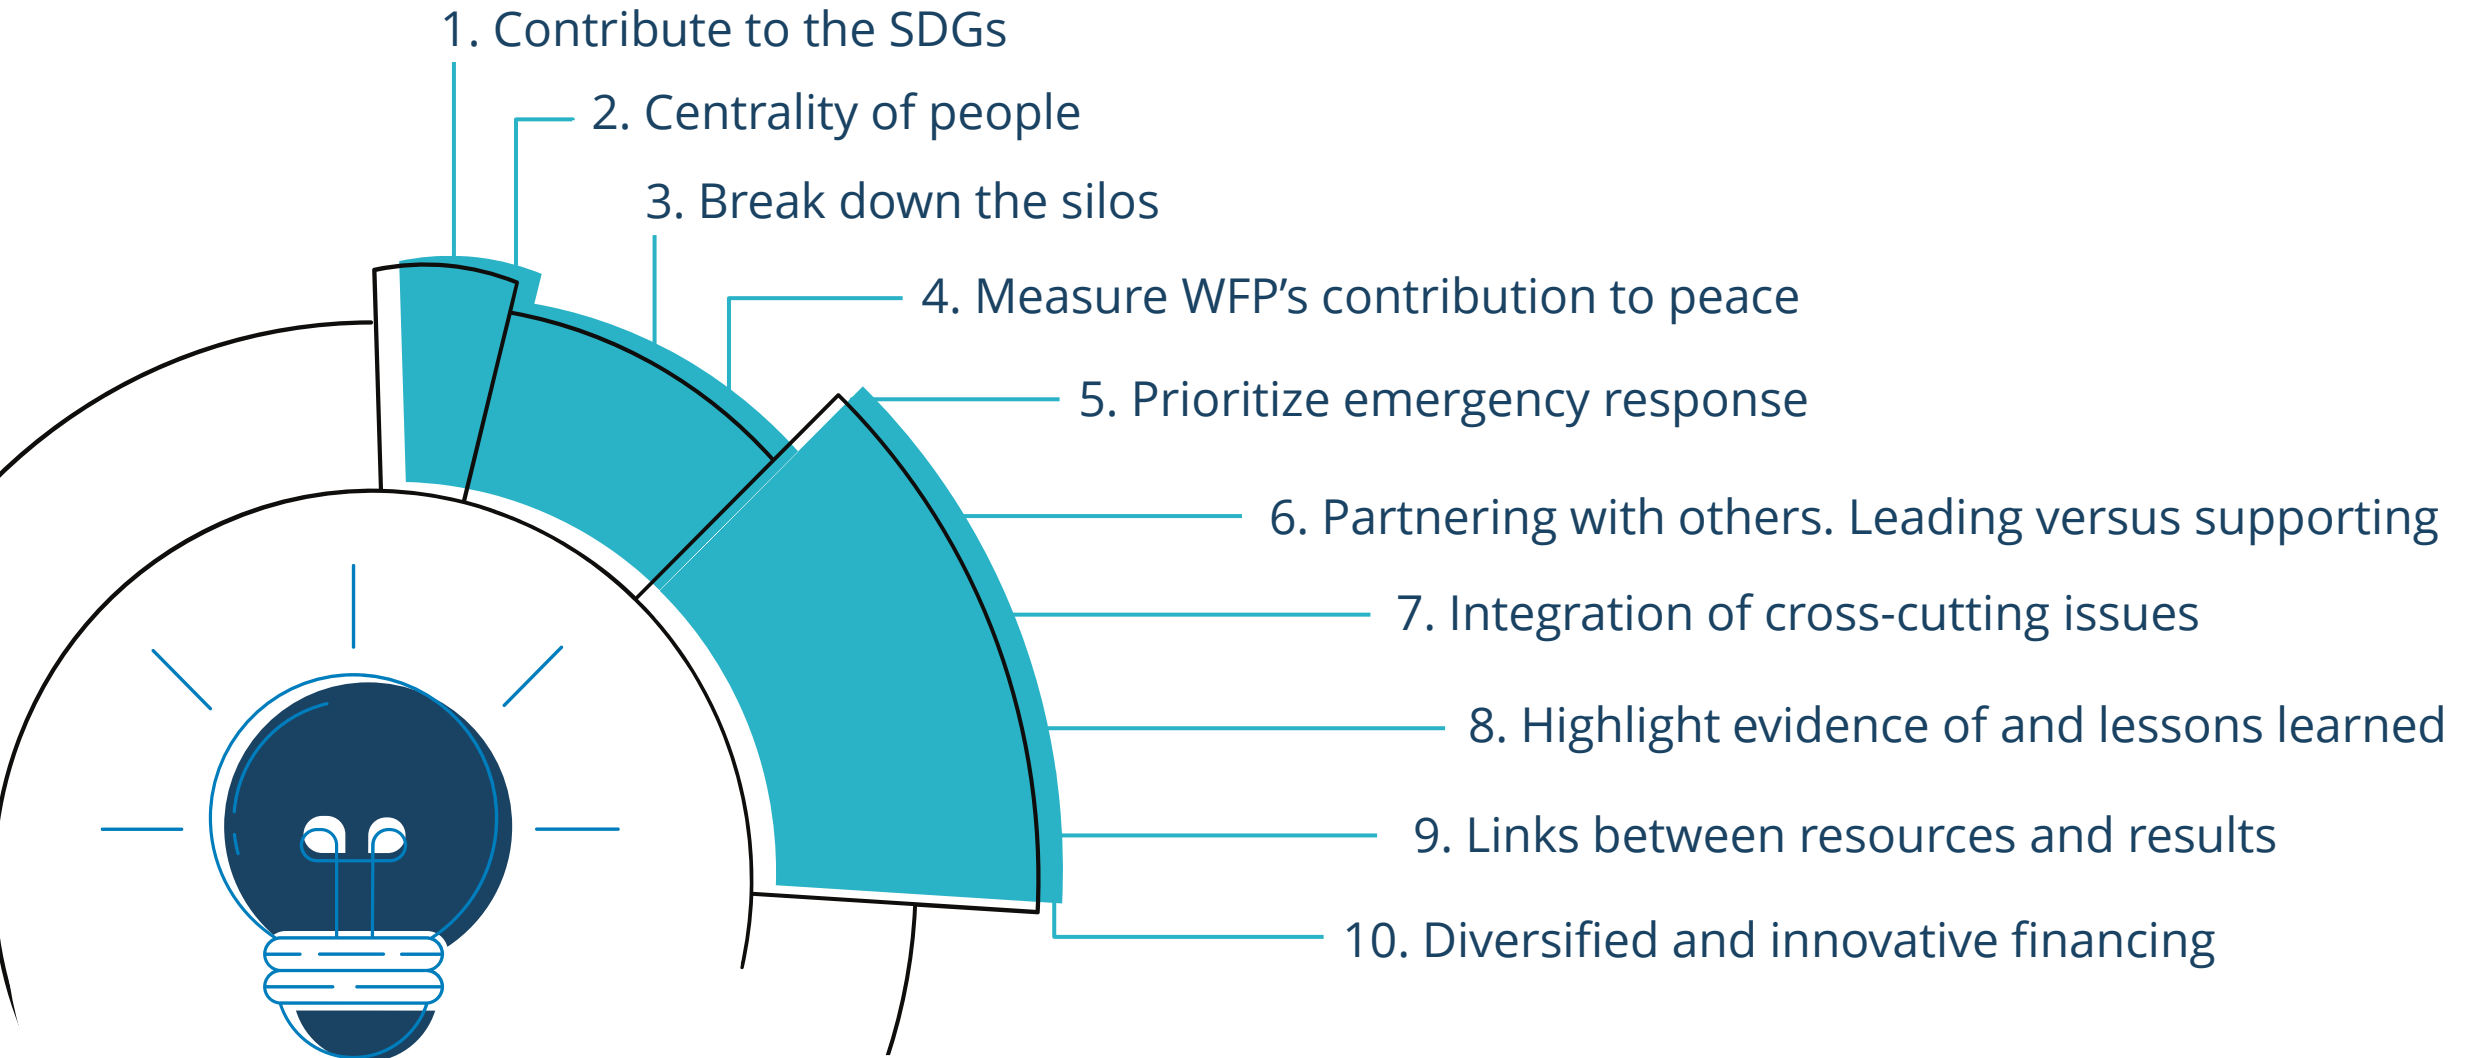 1. Contribute to the SDGs
2. Centrality of people
3. Break down the silos
4. Measure WFP’s contribution to peace
5. Prioritize emergency response
6. Partnering with others. Leading versus supporting
7. Integration of cross-cutting issues
8. Highlight evidence of and lessons learned
9. Links between resources and results
10. Diversified and innovative financing